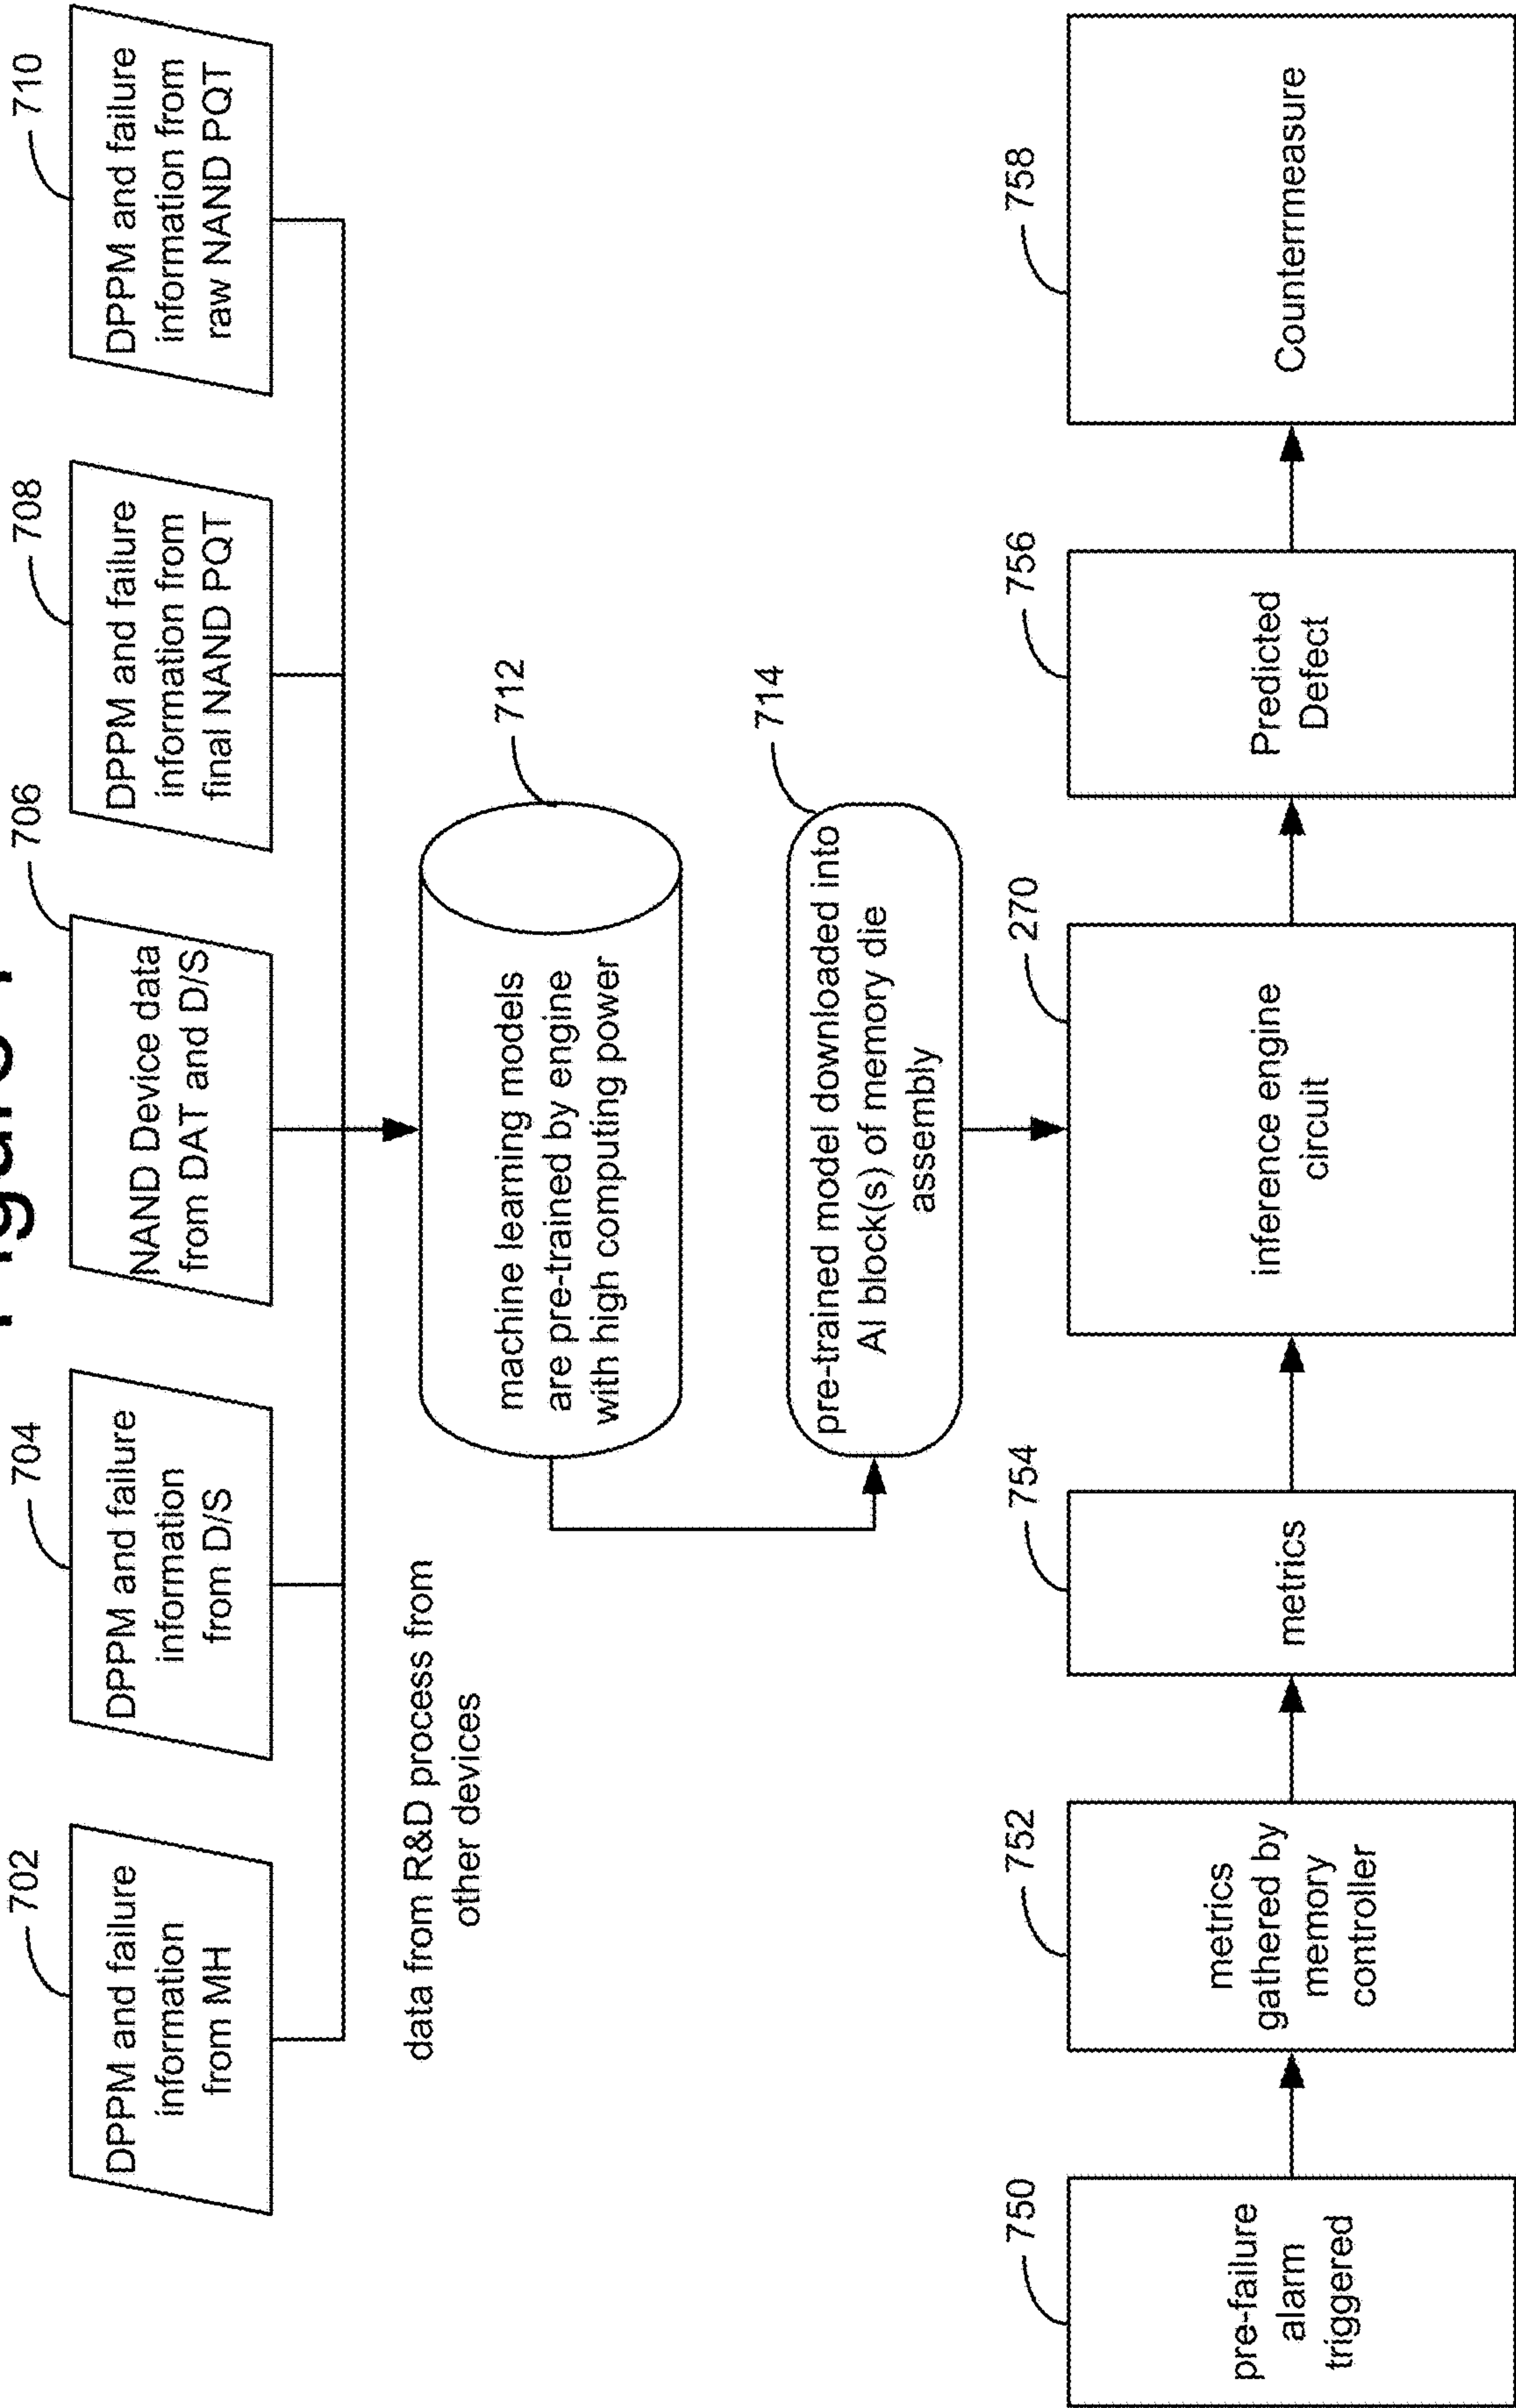 702
DPPM and failure
information
from MH
704
DPPM and failure
information
from D/S
706
NAND Device data
from DAT and D/S
708
DPPM and failure
information from
final NAND PQT
710
DPPM and failure
information from
raw NAND PQT
data from R&D process from
other devices
712
machine learning models
are pre-trained by engine
with high computing power
714
pre-trained model downloaded into
AI block(s) of memory die
assembly
750
pre-failure
alarm
triggered
752
metrics
gathered by
memory
controller
754
metrics
270
inference engine
circuit
756
Predicted
Defect
758
Counterrmeasure